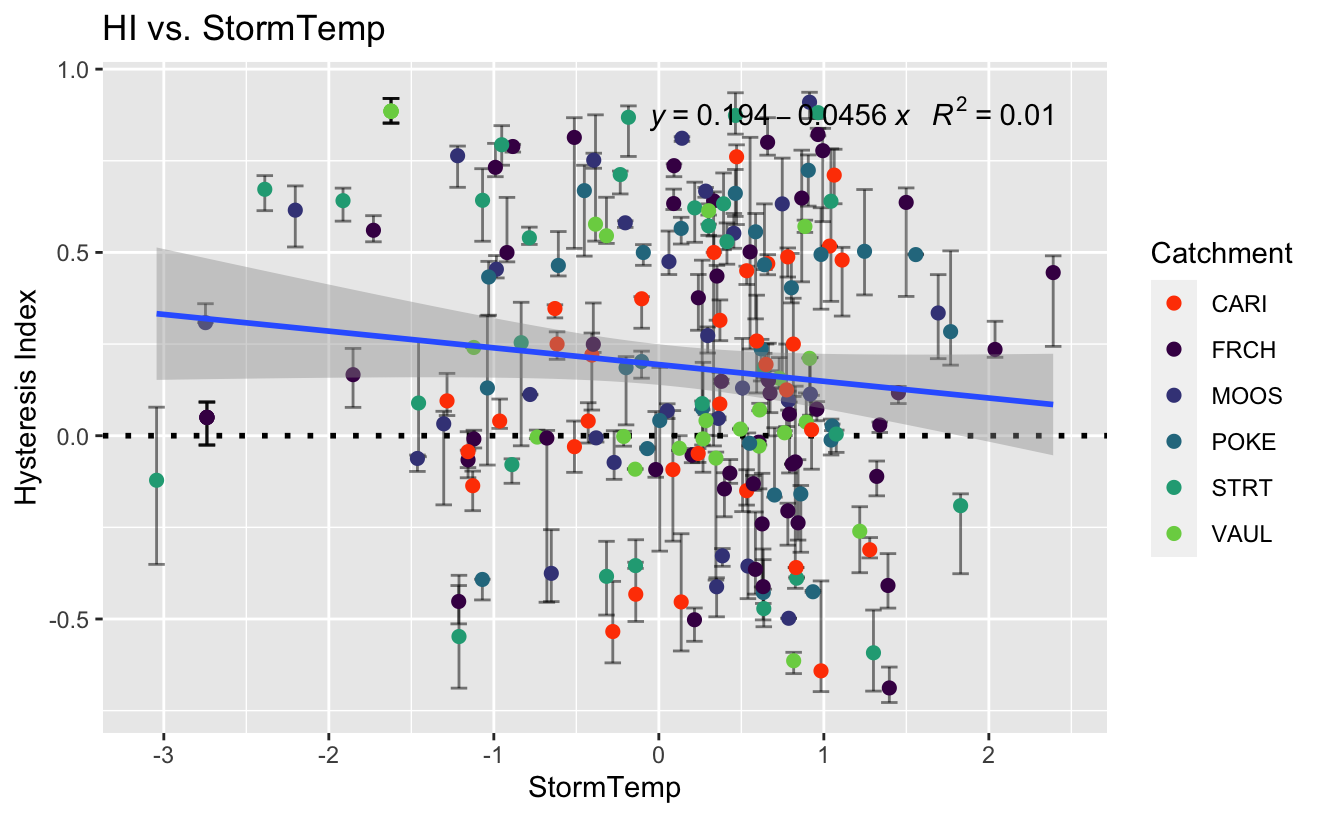 HI vs. StormTemp
y = 0.194 – 0.0456 x R² = 0.01
Hysteresis Index
1.0
0.5
0.0
-0.5
-3 -2 -1 0 1 2
StormTemp
Catchment
CARI
FRCH
MOOS
POKE
STRT
VAUL